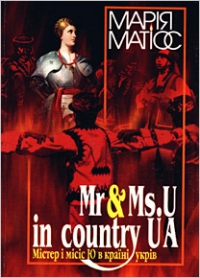 МАРІЯ
МАТІОС
Mr & Ms.U
in country UA
Містер і місіс Ю в країні укрів